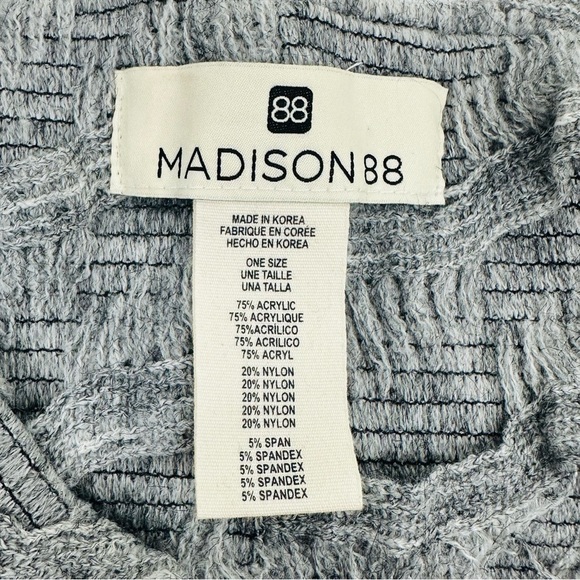 88
MADISON88
MADE IN KOREA
FABRIQUE EN CORÉE
HECHO EN KOREA
ONE SIZE
UNE TAILLE
UNA TALLA
75% ACRYLIC
75% ACRYLIQUE
75%ACRÍLICO
75% ACRILICO
75% ACRYL
20% NYLON
20% NYLON
20% NYLON
20% NYLON
20% NYLON
5% SPAN
5% SPANDEX
5% SPANDEX
5% SPANDEX
5% SPANDEX